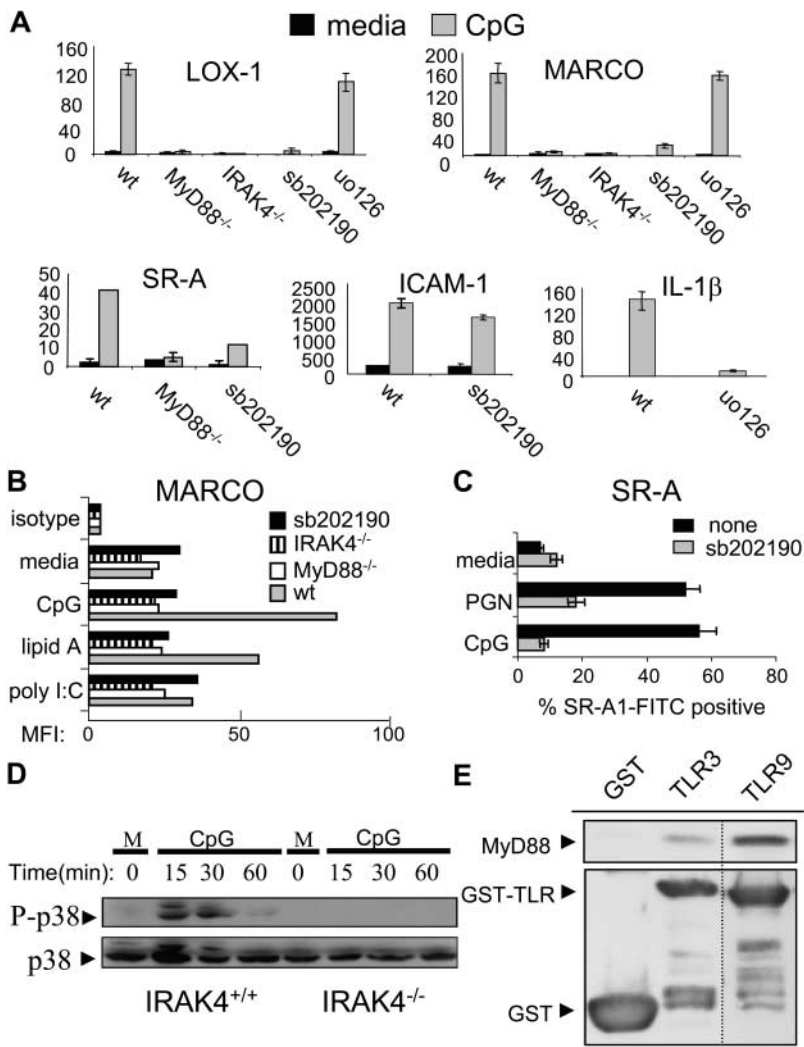 A
media CpG
LOX-1
160
120
80
40
0
wt MyD88-/- IRAK4-/- sb202190 uo126
MARCO
200
160
120
80
40
0
wt MyD88-/- IRAK4-/- sb202190 uo126
SR-A
50
40
30
20
10
0
wt MyD88-/- sb202190
ICAM-1
2500
2000
1500
1000
500
0
wt sb202190
IL-1β
160
120
80
40
0
wt uo126
B
MARCO
isotype
media
CpG
lipid A
poly I:C
sb202190
IRAK4-/-
MyD88-/-
wt
MFI: 0 50 100
C
SR-A
none
sb202190
media
PGN
CpG
0 20 40 60 80
% SR-A1-FITC positive
D
M CpG M CpG
Time(min): 0 15 30 60 0 15 30 60
P-p38
p38
IRAK4+/+ IRAK4-/-
E
GST TLR3 TLR9
MyD88
GST-TLR
GST